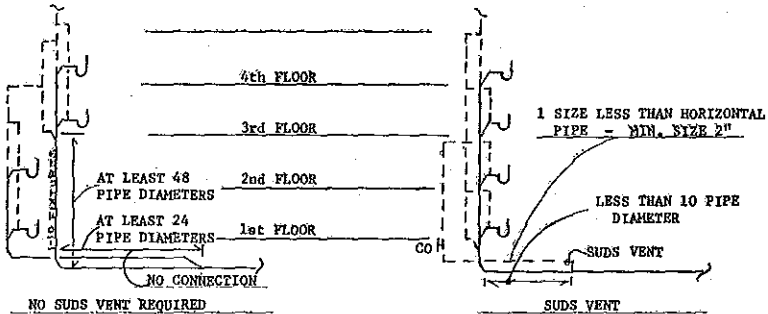 4th FLOOR
3rd FLOOR
2nd FLOOR
1st FLOOR
AT LEAST 48
PIPE DIAMETERS
AT LEAST 24
PIPE DIAMETERS
NO FIXTURES
NO CONNECTION
NO SUDS VENT REQUIRED
1 SIZE LESS THAN HORIZONTAL
PIPE - MIN. SIZE 2"
LESS THAN 10 PIPE
DIAMETER
CO
SUDS VENT
SUDS VENT